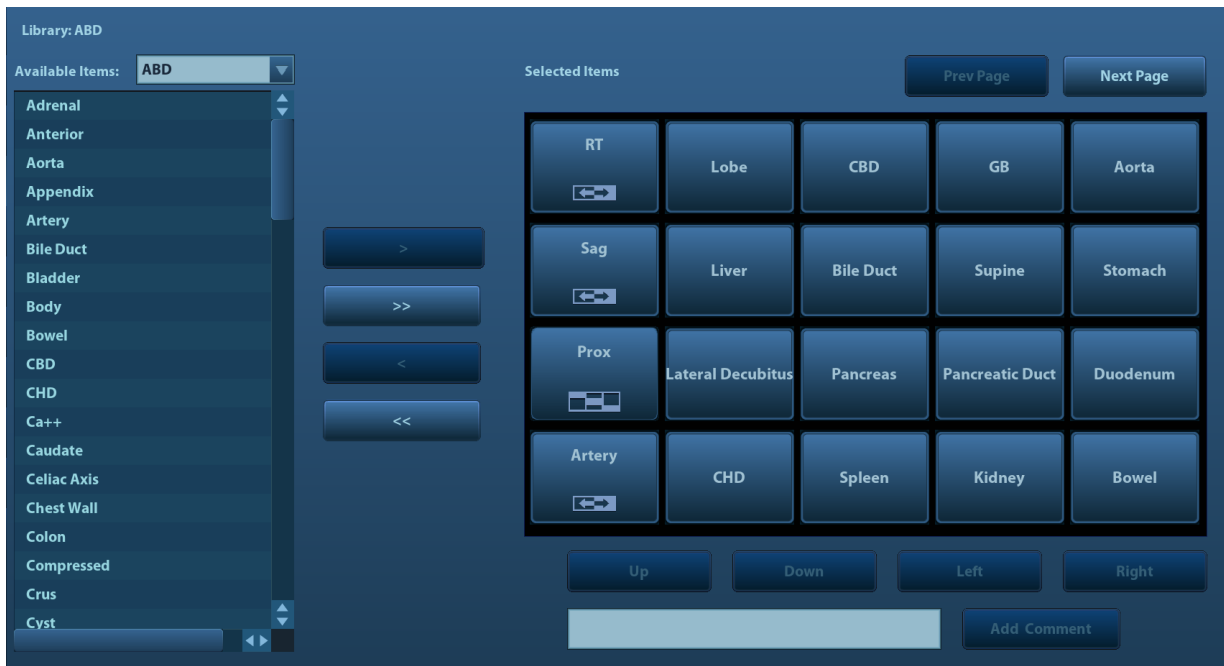 Library: ABD
Available Items:
ABD
Adrenal
Anterior
Aorta
Appendix
Artery
Bile Duct
Bladder
Body
Bowel
CBD
CHD
Ca++
Caudate
Celiac Axis
Chest Wall
Colon
Compressed
Crus
Cyst
>
>>
<
<<
Selected Items
Prev Page
Next Page
RT
Lobe
CBD
GB
Aorta
Sag
Liver
Bile Duct
Supine
Stomach
Prox
Lateral Decubitus
Pancreas
Pancreatic Duct
Duodenum
Artery
CHD
Spleen
Kidney
Bowel
Up
Down
Left
Right
Add Comment